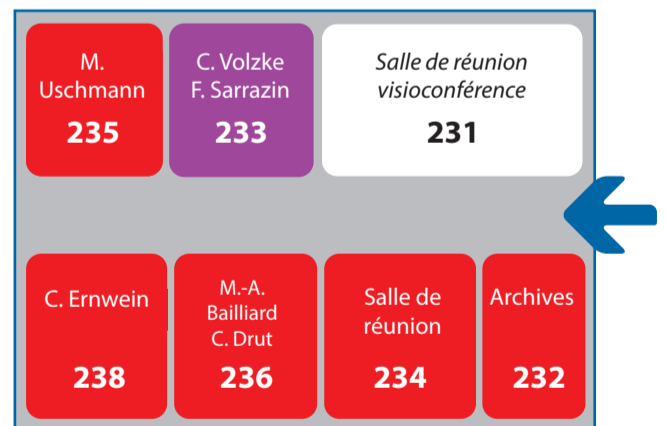 M.
Uschmann
235
C. Volzke
F. Sarrazin
233
Salle de réunion
visioconférence
231
C. Ernwein
238
M.-A.
Bailliard
C. Drut
236
Salle de
réunion
234
Archives
232